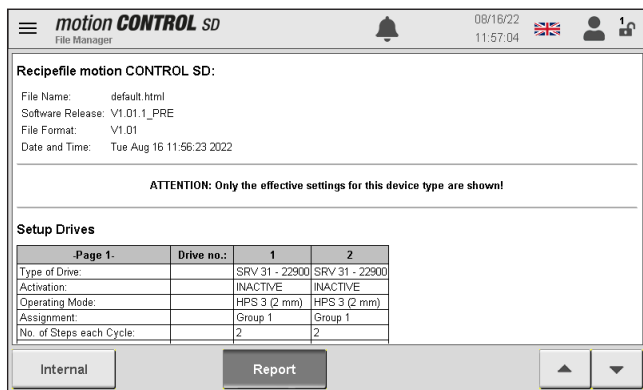 motion CONTROL SD
File Manager
08/16/22
11:57:04
1
Recipefile motion CONTROL SD:
File Name: default.html
Software Release: V1.01.1_PRE
File Format: V1.01
Date and Time: Tue Aug 16 11:56:23 2022
ATTENTION: Only the effective settings for this device type are shown!
Setup Drives
-Page 1- Drive no.: 1 2
Type of Drive: SRV 31 - 22900 SRV 31 - 22900
Activation: INACTIVE INACTIVE
Operating Mode: HPS 3 (2 mm) HPS 3 (2 mm)
Assignment: Group 1 Group 1
No. of Steps each Cycle: 2 2
Internal Report